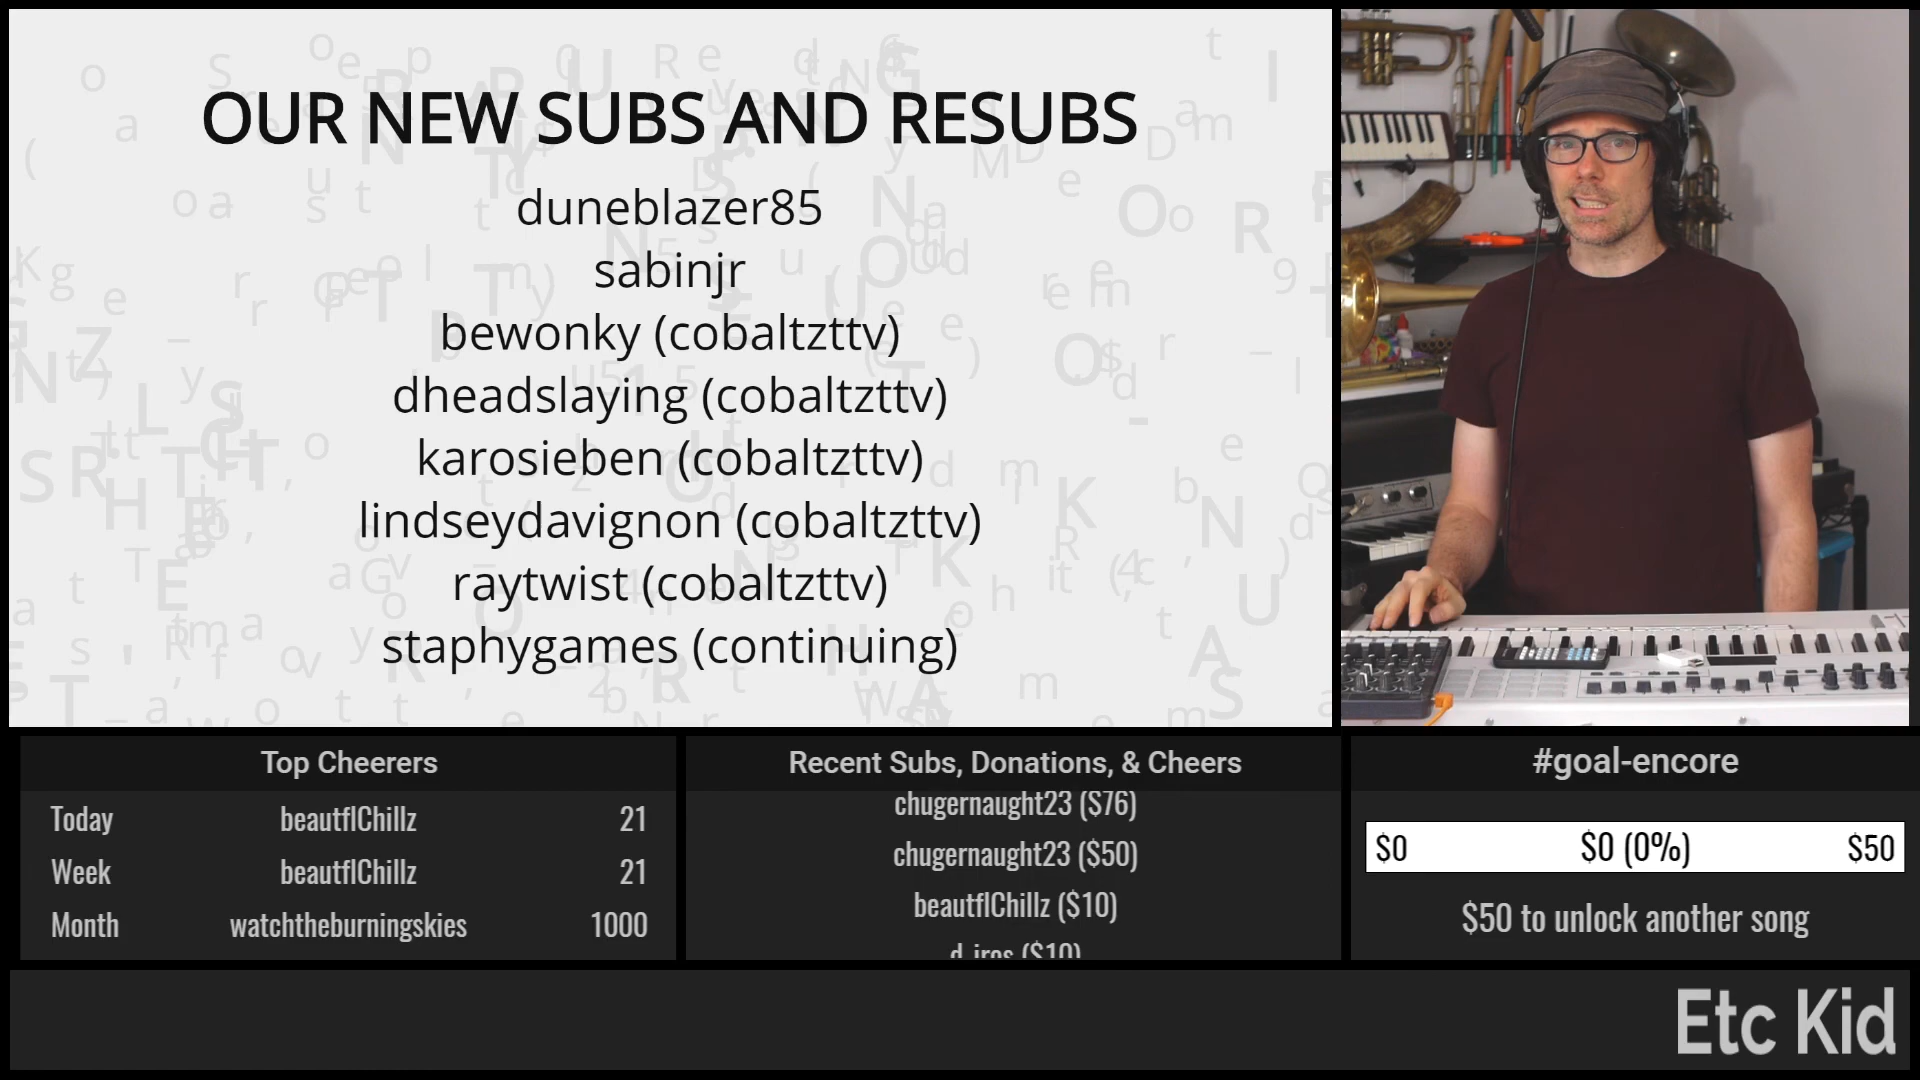 OUR NEW SUBS AND RESUBS
duneblazer85
sabinjr
bewonky (cobaltzttv)
dheadslaying (cobaltzttv)
karosieben (cobaltzttv)
lindseydavignon (cobaltzttv)
raytwist (cobaltzttv)
staphygames (continuing)
Top Cheerers
Today beautflChillz 21
Week beautflChillz 21
Month watchtheburningskies 1000
Recent Subs, Donations, & Cheers
chugernaught23 ($76)
chugernaught23 ($50)
beautflChillz ($10)
#goal-encore
$0 $0 (0%) $50
$50 to unlock another song
Etc Kid